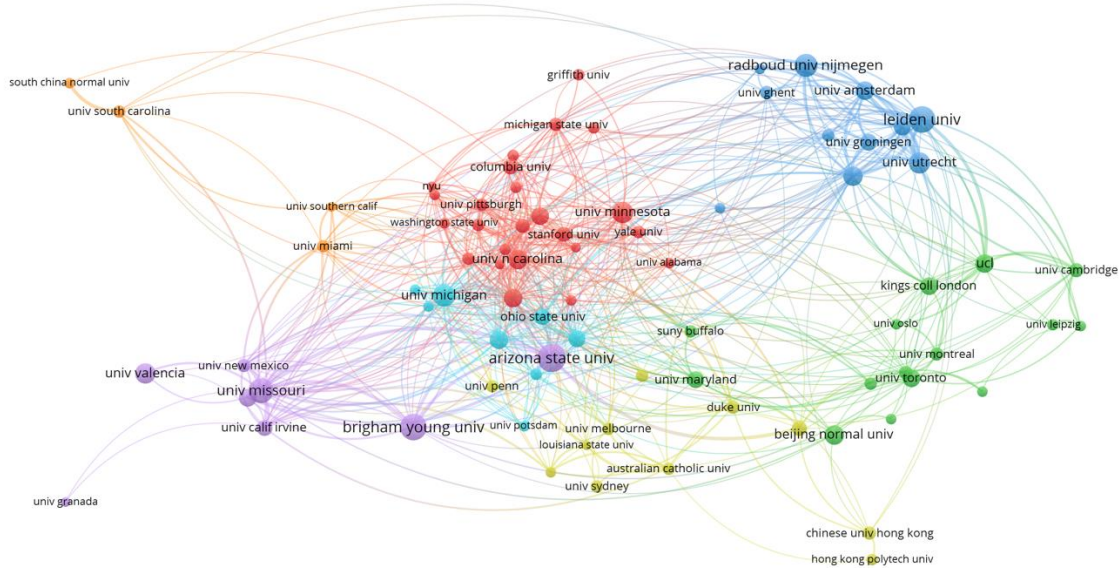 radboud univ nijmegen
griffith univ
south china normal univ
univ ghent
univ amsterdam
univ south carolina
leiden univ
michigan state univ
univ groningen
columbia univ
univ utrecht
nyu
univ pittsburgh
univ southern calif
univ minnesota
washington state univ
stanford univ
yale univ
univ miami
univ n carolina
univ alabama
ucl
univ cambridge
kings coll london
univ michigan
ohio state univ
suny buffalo
univ oslo
univ leipzig
univ montreal
arizona state univ
univ new mexico
univ valencia
univ toronto
univ maryland
univ penn
univ missouri
duke univ
univ calif irvine
brigham young univ
univ potsdam
univ melbourne
beijing normal univ
louisiana state univ
australian catholic univ
univ sydney
univ granada
chinese univ hong kong
hong kong polytech univ